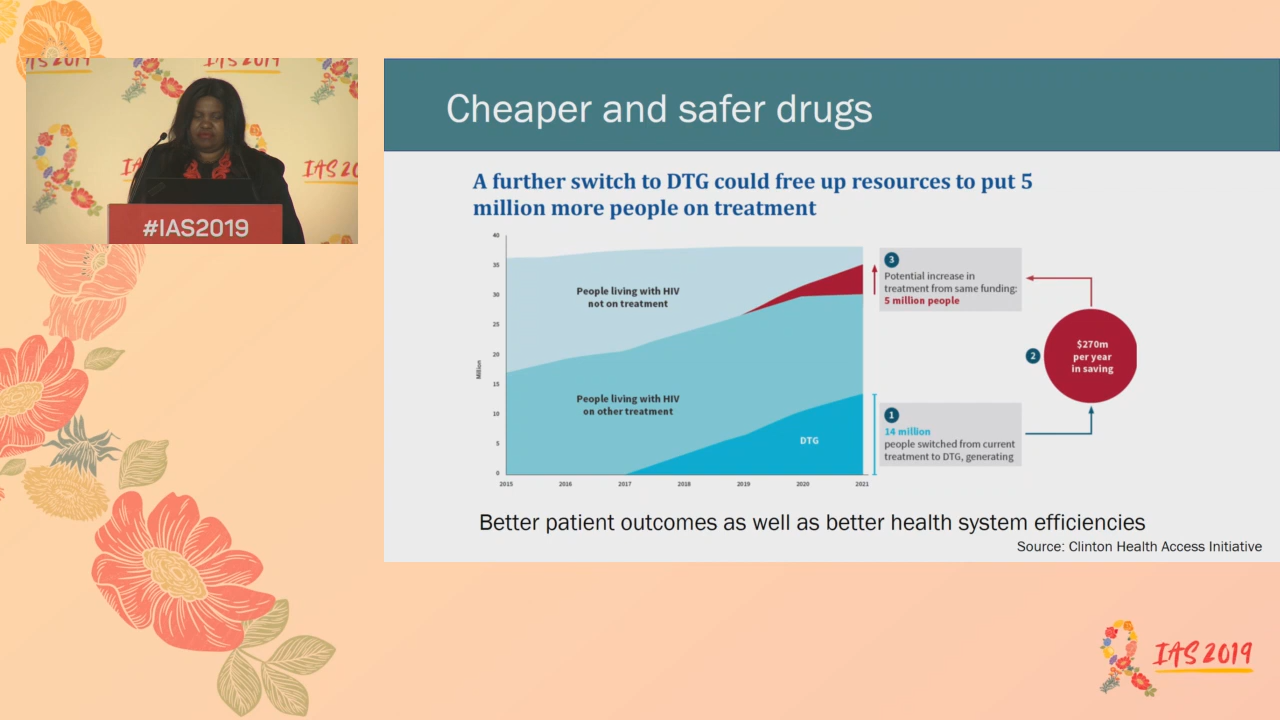 IAS 2019
IAS 2019
IAS 20
#IAS2019
Cheaper and safer drugs
A further switch to DTG could free up resources to put 5
million more people on treatment
40
35
30
25
20
15
10
5
0
Million
2015 2016 2017 2018 2019 2020 2021
People living with HIV
not on treatment
People living with HIV
on other treatment
DTG
3
Potential increase in
treatment from same funding:
5 million people
2
$270m
per year
in saving
1
14 million
people switched from current
treatment to DTG, generating
Better patient outcomes as well as better health system efficiencies
Source: Clinton Health Access Initiative
IAS 2019